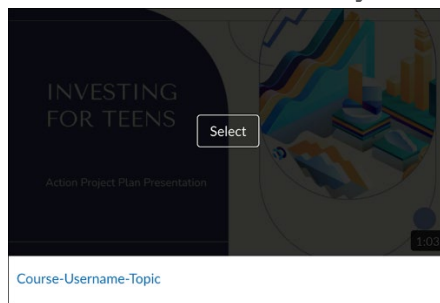 INVESTING
FOR TEENS
Select
Action Project Plan Presentation
1:03
Course-Username-Topic